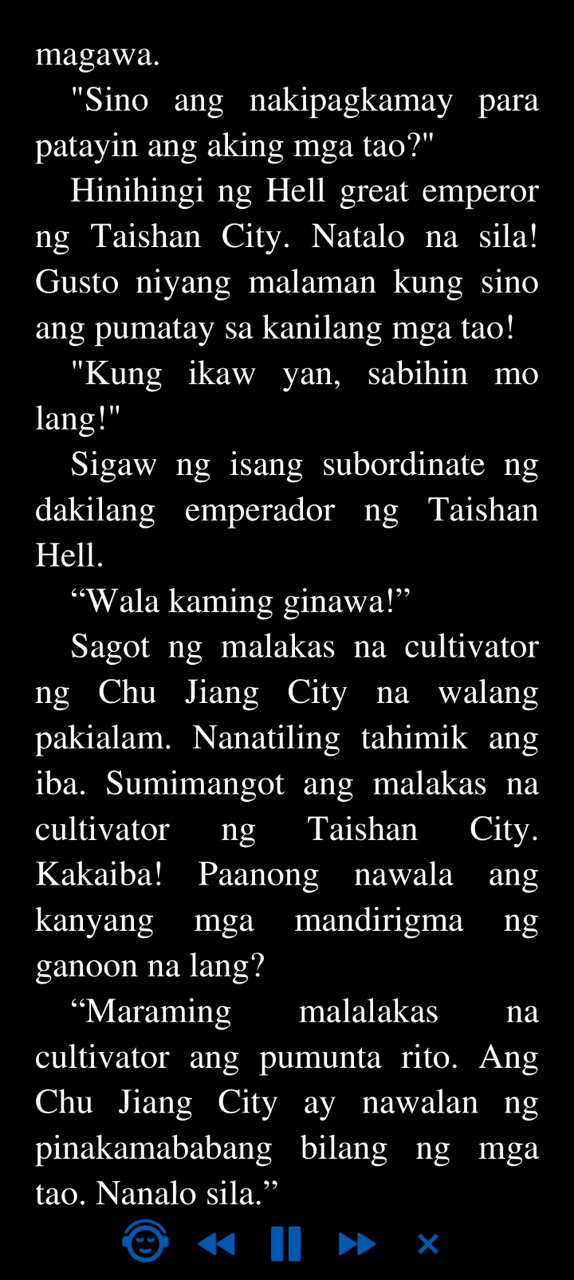 magawa.
"Sino ang nakipagkamay para
patayin ang aking mga tao?"
Hinihingi ng Hell great emperor
ng Taishan City. Natalo na sila!
Gusto niyang malaman kung sino
ang pumatay sa kanilang mga tao!
"Kung ikaw yan, sabihin mo
lang!"
Sigaw ng isang subordinate ng
dakilang emperador ng Taishan
Hell.
“Wala kaming ginawa!”
Sagot ng malakas na cultivator
ng Chu Jiang City na walang
pakialam. Nanatiling tahimik ang
iba. Sumimangot ang malakas na
cultivator ng Taishan City.
Kakaiba! Paanong nawala ang
kanyang mga mandirigma ng
ganoon na lang?
“Maraming malalakas na
cultivator ang pumunta rito. Ang
Chu Jiang City ay nawalan ng
pinakamababang bilang ng mga
tao. Nanalo sila.”